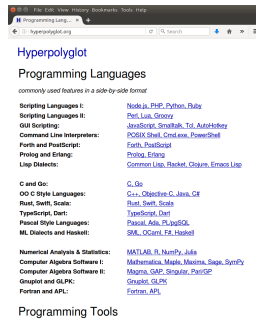 File Edit View History Bookmarks Tools Help
Programming Lang...
hyperpolyglot.org
Search
Hyperpolyglot
Programming Languages
commonly used features in a side-by-side format
Scripting Languages I: Node.js, PHP, Python, Ruby
Scripting Languages II: Perl, Lua, Groovy
GUI Scripting: JavaScript, Smalltalk, Tcl, AutoHotkey
Command Line Interpreters: POSIX Shell, Cmd.exe, PowerShell
Forth and PostScript: Forth, PostScript
Prolog and Erlang: Prolog, Erlang
Lisp Dialects: Common Lisp, Racket, Clojure, Emacs Lisp
C and Go: C, Go
OO C Style Languages: C++, Objective-C, Java, C#
Rust, Swift, Scala: Rust, Swift, Scala
TypeScript, Dart: TypeScript, Dart
Pascal Style Languages: Pascal, Ada, PL/pgSQL
ML Dialects and Haskell: SML, OCaml, F#, Haskell
Numerical Analysis & Statistics: MATLAB, R, NumPy, Julia
Computer Algebra Software I: Mathematica, Maple, Maxima, Sage, SymPy
Computer Algebra Software II: Magma, GAP, Singular, Pari/GP
Gnuplot and GLPK: Gnuplot, GLPK
Fortran and APL: Fortran, APL
Programming Tools